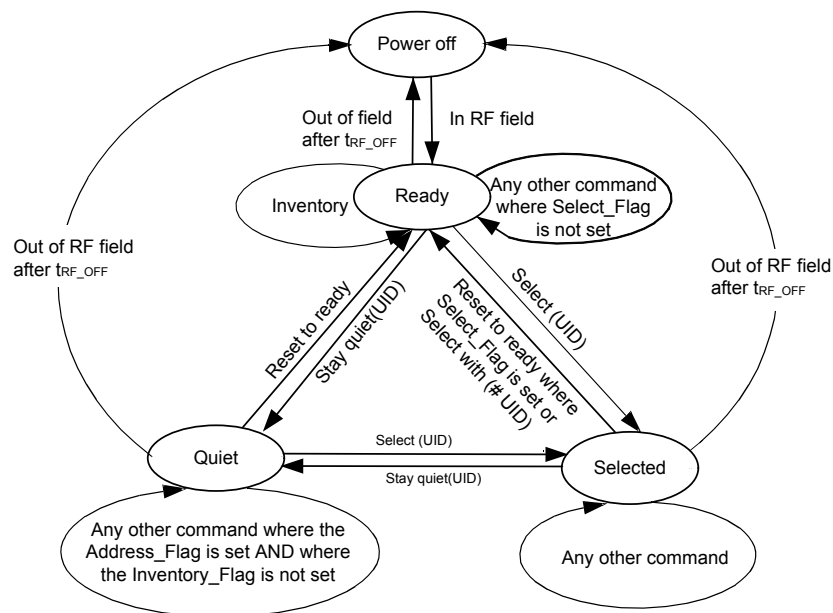 Power off
Out of field
after tRF_OFF
In RF field
Inventory
Ready
Any other command
where Select_Flag
is not set
Out of RF field
after tRF_OFF
Out of RF field
after tRF_OFF
Reset to ready
Stay quiet(UID)
Select (UID)
Reset to ready where
Select_Flag is set or
Select with (# UID)
Quiet
Select (UID)
Stay quiet(UID)
Selected
Any other command where the
Address_Flag is set AND where
the Inventory_Flag is not set
Any other command